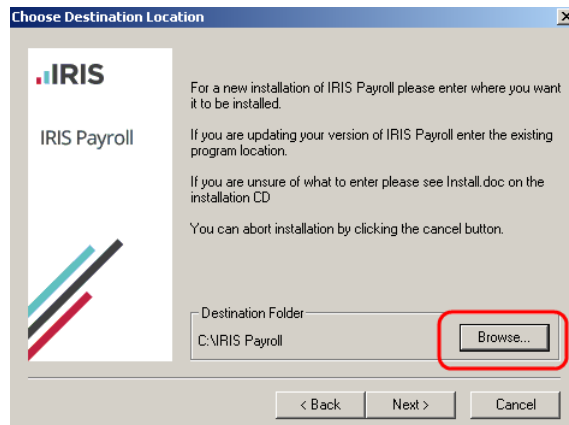 Choose Destination Location
IRIS
IRIS Payroll
For a new installation of IRIS Payroll please enter where you want
it to be installed.
If you are updating your version of IRIS Payroll enter the existing
program location.
If you are unsure of what to enter please see Install.doc on the
installation CD
You can abort installation by clicking the cancel button.
Destination Folder
C:\IRIS Payroll
Browse...
< Back
Next >
Cancel